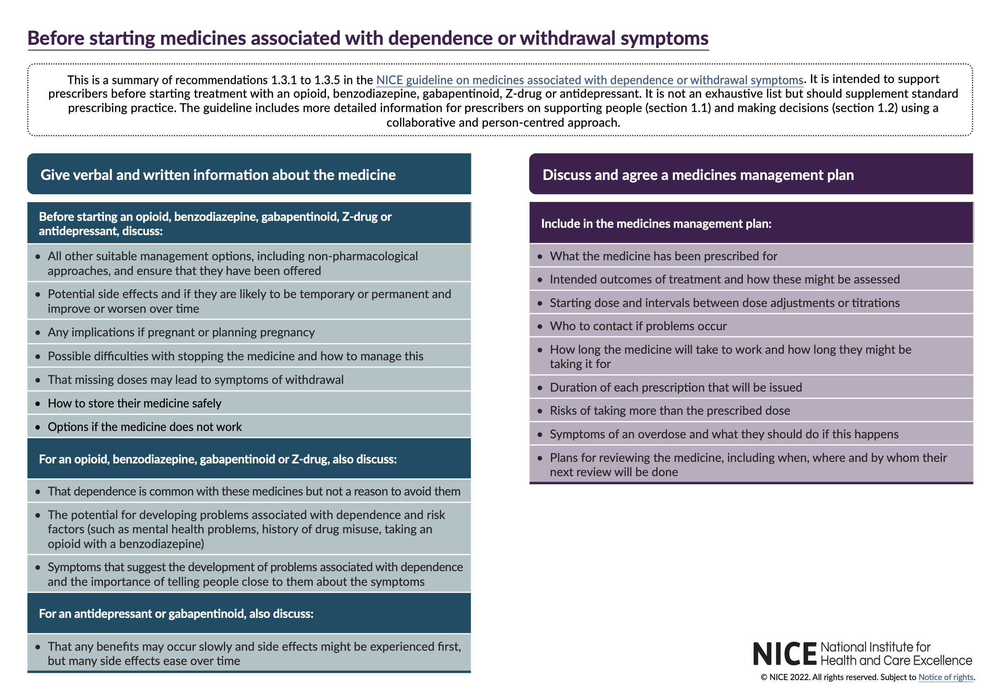 Before starting medicines associated with dependence or withdrawal symptoms
This is a summary of recommendations 1.3.1 to 1.3.5 in the NICE guideline on medicines associated with dependence or withdrawal symptoms. It is intended to support
prescribers before starting treatment with an opioid, benzodiazepine, gabapentinoid, Z-drug or antidepressant. It is not an exhaustive list but should supplement standard
prescribing practice. The guideline includes more detailed information for prescribers on supporting people (section 1.1) and making decisions (section 1.2) using a
collaborative and person-centred approach.
Give verbal and written information about the medicine
Before starting an opioid, benzodiazepine, gabapentinoid, Z-drug or
antidepressant, discuss:
• All other suitable management options, including non-pharmacological
approaches, and ensure that they have been offered
• Potential side effects and if they are likely to be temporary or permanent and
improve or worsen over time
• Any implications if pregnant or planning pregnancy
• Possible difficulties with stopping the medicine and how to manage this
• That missing doses may lead to symptoms of withdrawal
• How to store their medicine safely
• Options if the medicine does not work
For an opioid, benzodiazepine, gabapentinoid or Z-drug, also discuss:
• That dependence is common with these medicines but not a reason to avoid them
• The potential for developing problems associated with dependence and risk
factors (such as mental health problems, history of drug misuse, taking an
opioid with a benzodiazepine)
• Symptoms that suggest the development of problems associated with dependence
and the importance of telling people close to them about the symptoms
For an antidepressant or gabapentinoid, also discuss:
• That any benefits may occur slowly and side effects might be experienced first,
but many side effects ease over time
Discuss and agree a medicines management plan
Include in the medicines management plan:
• What the medicine has been prescribed for
• Intended outcomes of treatment and how these might be assessed
• Starting dose and intervals between dose adjustments or titrations
• Who to contact if problems occur
• How long the medicine will take to work and how long they might be
taking it for
• Duration of each prescription that will be issued
• Risks of taking more than the prescribed dose
• Symptoms of an overdose and what they should do if this happens
• Plans for reviewing the medicine, including when, where and by whom their
next review will be done
NICE National Institute for
Health and Care Excellence
© NICE 2022. All rights reserved. Subject to Notice of rights.